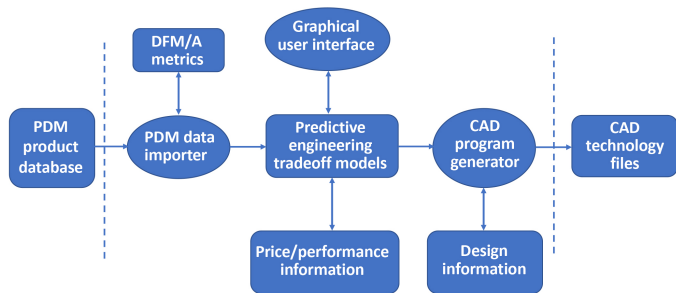 DFM/A
metrics
Graphical
user interface
PDM
product
database
PDM data
importer
Predictive
engineering
tradeoff models
CAD
program
generator
CAD
technology
files
Price/performance
information
Design
information